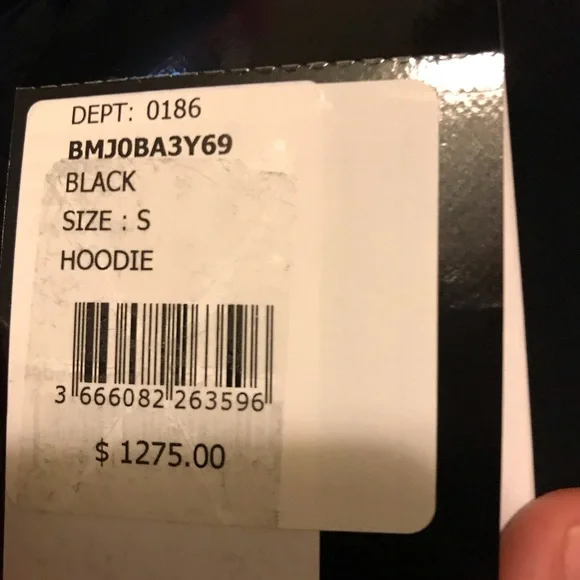 DEPT: 0186
BMJ0BA3Y69
BLACK
SIZE : S
HOODIE
3 666082 263596
$ 1275.00